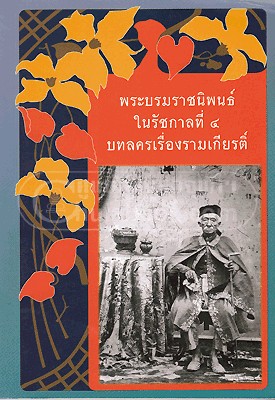 พระบรมราชนิพนธ์
ในรัชกาลที่ ๔
บทลครเรื่องรามเกียรติ์